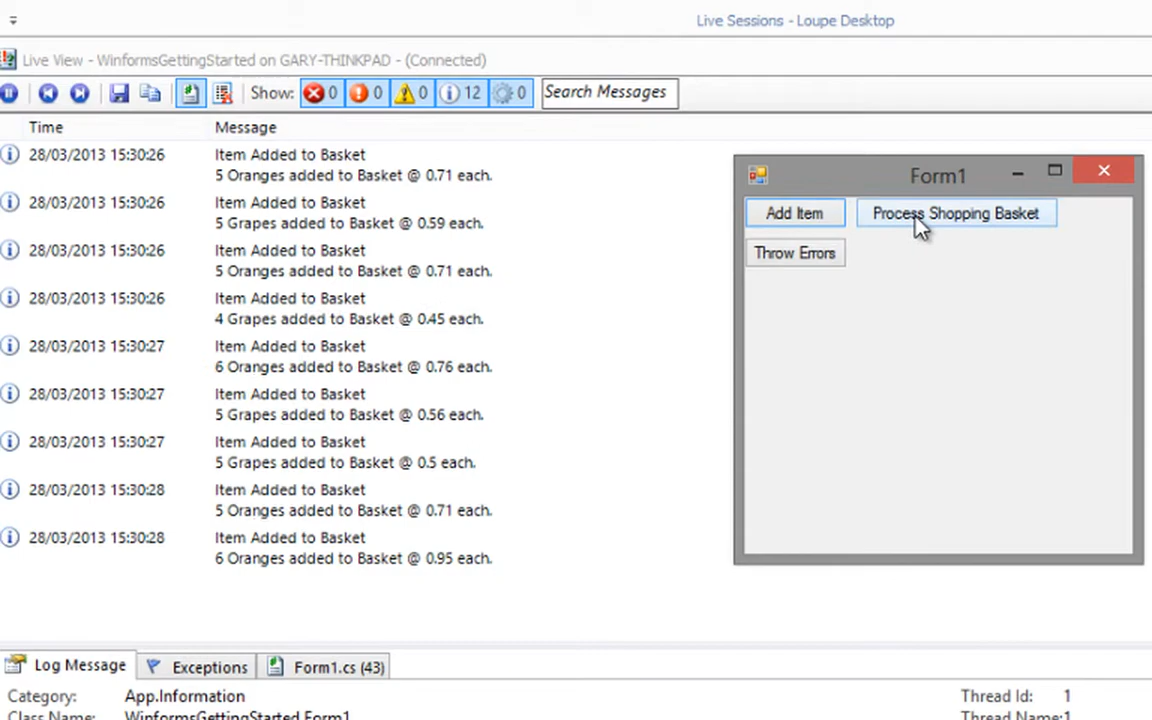 Live Sessions - Loupe Desktop
Live View - WinformsGettingStarted on GARY-THINKPAD - (Connected)
Show: 0 0 0 12 0 Search Messages
Time Message
28/03/2013 15:30:26 Item Added to Basket
5 Oranges added to Basket @ 0.71 each.
28/03/2013 15:30:26 Item Added to Basket
5 Grapes added to Basket @ 0.59 each.
28/03/2013 15:30:26 Item Added to Basket
5 Oranges added to Basket @ 0.71 each.
28/03/2013 15:30:26 Item Added to Basket
4 Grapes added to Basket @ 0.45 each.
28/03/2013 15:30:27 Item Added to Basket
6 Oranges added to Basket @ 0.76 each.
28/03/2013 15:30:27 Item Added to Basket
5 Grapes added to Basket @ 0.56 each.
28/03/2013 15:30:27 Item Added to Basket
5 Grapes added to Basket @ 0.5 each.
28/03/2013 15:30:28 Item Added to Basket
5 Oranges added to Basket @ 0.71 each.
28/03/2013 15:30:28 Item Added to Basket
6 Oranges added to Basket @ 0.95 each.
Form1
Add Item Process Shopping Basket
Throw Errors
Log Message Exceptions Form1.cs (43)
Category: App.Information Thread Id: 1
Class Name: WinformsGettingStarted.Form1 Thread Name: 1